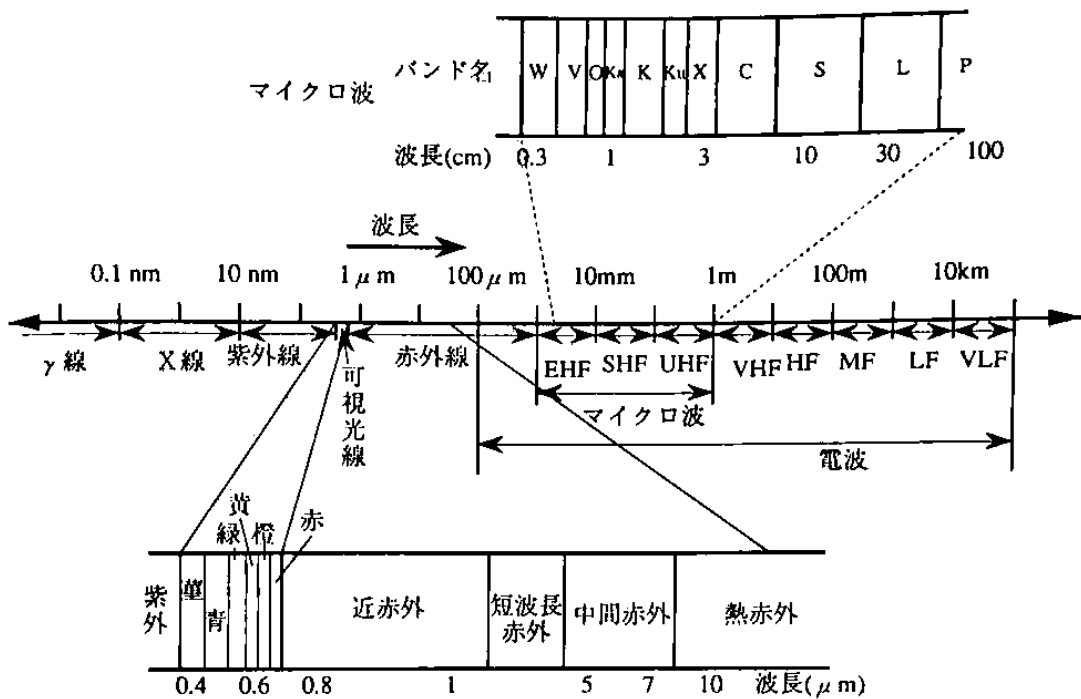 バンド名 W V O Ka K Ku X C S L P
マイクロ波
波長(cm) 0.3 1 3 10 30 100
波長
0.1 nm 10 nm 1 μm 100 μm 10mm 1m 100m 10km
γ線 X線 紫外線 可視光線 赤外線 EHF SHF UHF VHF HF MF LF VLF
マイクロ波
電波
黄 赤
緑 橙
紫外 青 近赤外 短波長赤外 中間赤外 熱赤外
0.4 0.6 0.8 1 5 7 10 波長(μm)